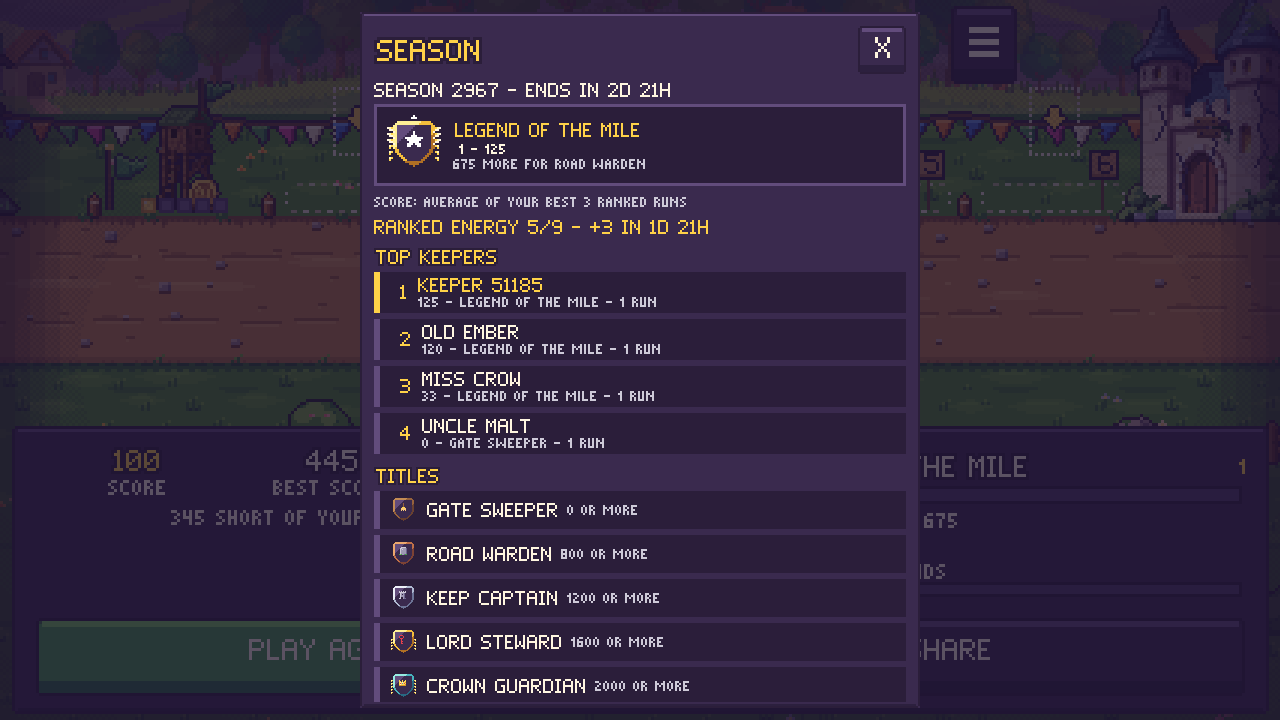 SEASON
X
SEASON 2967 - ENDS IN 2D 21H
LEGEND OF THE MILE
1 - 125
675 MORE FOR ROAD WARDEN
SCORE: AVERAGE OF YOUR BEST 3 RANKED RUNS
RANKED ENERGY 5/9 - +3 IN 1D 21H
TOP KEEPERS
1 KEEPER 51185
125 - LEGEND OF THE MILE - 1 RUN
2 OLD EMBER
120 - LEGEND OF THE MILE - 1 RUN
3 MISS CROW
33 - LEGEND OF THE MILE - 1 RUN
4 UNCLE MALT
0 - GATE SWEEPER - 1 RUN
TITLES
GATE SWEEPER 0 OR MORE
ROAD WARDEN 800 OR MORE
KEEP CAPTAIN 1200 OR MORE
LORD STEWARD 1600 OR MORE
CROWN GUARDIAN 2000 OR MORE
5
6
100
SCORE
445
BEST SCO
345 SHORT OF YOUR
PLAY AG
HE MILE
1
675
DS
HARE